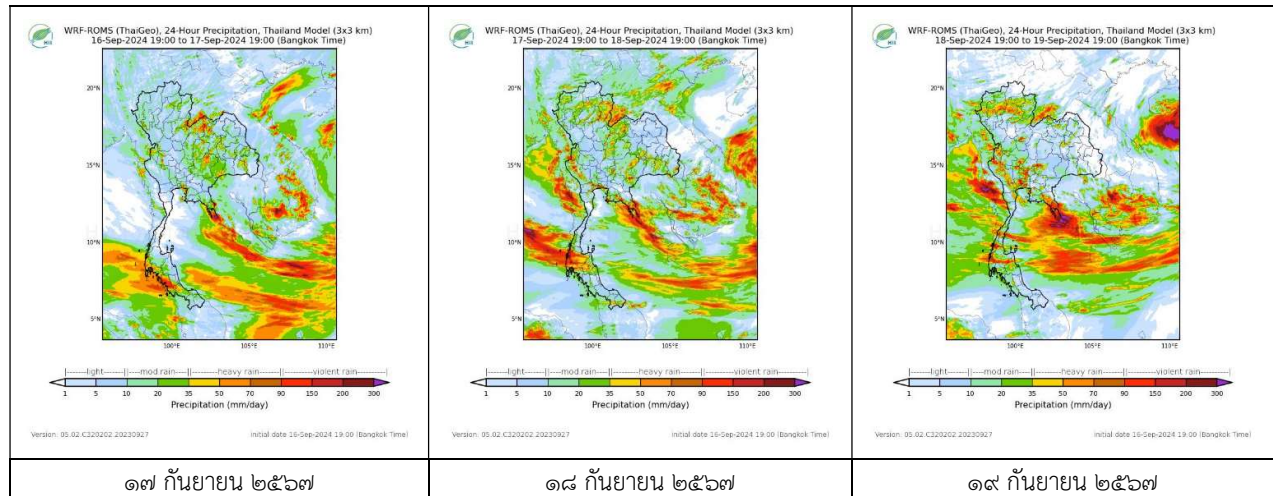 WRF-ROMS (ThaiGeo), 24-Hour Precipitation, Thailand Model (3x3 km)
16-Sep-2024 19:00 to 17-Sep-2024 19:00 (Bangkok Time)
20°N
15°N
10°N
5°N
100°E 105°E 110°E
|--------light--------||----mod rain----||------------heavy rain------------||----------violent rain-------|
1 5 10 20 35 50 70 90 150 200 300
Precipitation (mm/day)
Version: 05.02.C320202.20230927 initial date 16-Sep-2024 19:00 (Bangkok Time)
๑๗ กันยายน ๒๕๖๗
WRF-ROMS (ThaiGeo), 24-Hour Precipitation, Thailand Model (3x3 km)
17-Sep-2024 19:00 to 18-Sep-2024 19:00 (Bangkok Time)
20°N
15°N
10°N
5°N
100°E 105°E 110°E
|--------light--------||----mod rain----||------------heavy rain------------||----------violent rain-------|
1 5 10 20 35 50 70 90 150 200 300
Precipitation (mm/day)
Version: 05.02.C320202.20230927 initial date 16-Sep-2024 19:00 (Bangkok Time)
๑๘ กันยายน ๒๕๖๗
WRF-ROMS (ThaiGeo), 24-Hour Precipitation, Thailand Model (3x3 km)
18-Sep-2024 19:00 to 19-Sep-2024 19:00 (Bangkok Time)
20°N
15°N
10°N
5°N
100°E 105°E 110°E
|--------light--------||----mod rain----||------------heavy rain------------||----------violent rain-------|
1 5 10 20 35 50 70 90 150 200 300
Precipitation (mm/day)
Version: 05.02.C320202.20230927 initial date 16-Sep-2024 19:00 (Bangkok Time)
๑๙ กันยายน ๒๕๖๗